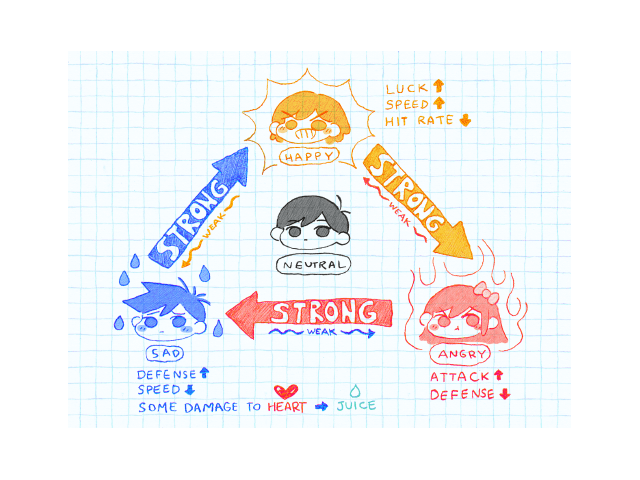 LUCK ↑
SPEED ↑
HIT RATE ↓
HAPPY
STRONG
WEAK
STRONG
WEAK
NEUTRAL
STRONG
WEAK
SAD
DEFENSE ↑
SPEED ↓
SOME DAMAGE TO HEART → JUICE
ANGRY
ATTACK ↑
DEFENSE ↓